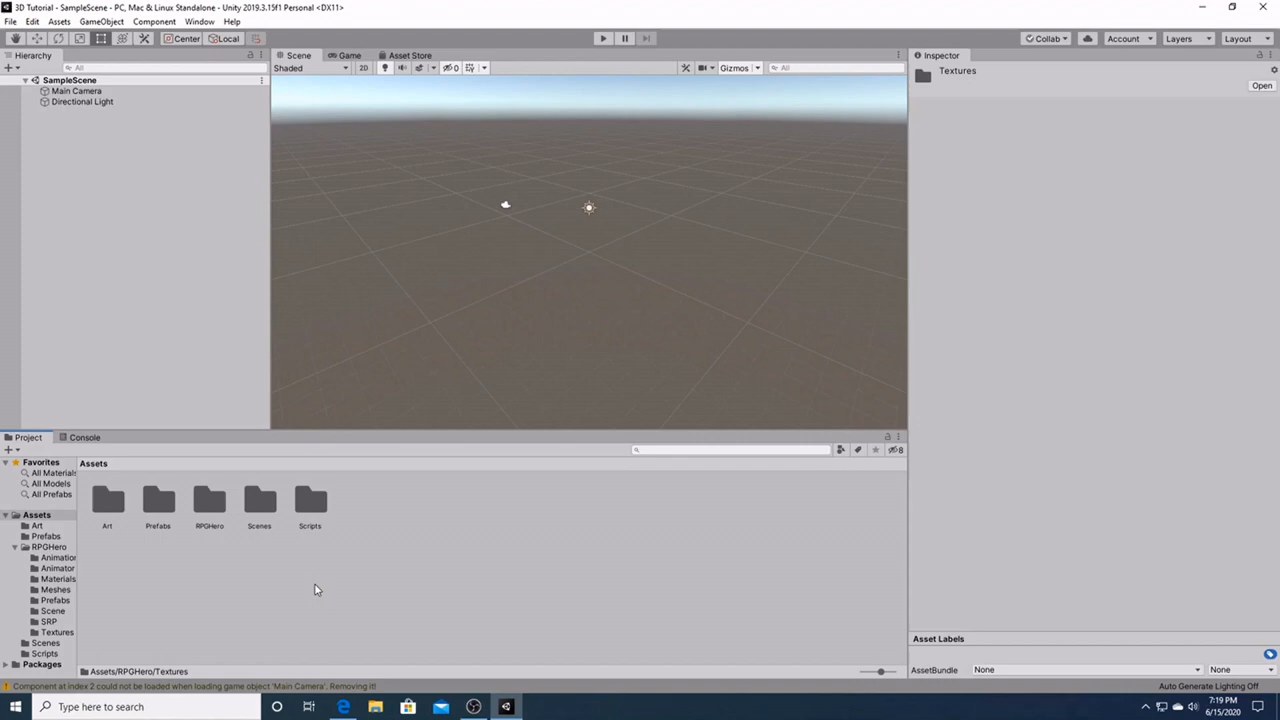 3D Tutorial - SampleScene - PC, Mac & Linux Standalone - Unity 2019.3.15f1 Personal <DX11>
File Edit Assets GameObject Component Window Help
Center Local Collab Account Layers Layout
Hierarchy
All
SampleScene
Main Camera
Directional Light
Scene Game Asset Store
Shaded 2D 0 Gizmos All
Inspector
Textures
Open
Project Console
8
Favorites
All Materials
All Models
All Prefabs
Assets
Art
Prefabs
RPGHero
Animation
Animator
Materials
Meshes
Prefabs
Scene
SRP
Textures
Scenes
Scripts
Packages
Assets
Art Prefabs RPGHero Scenes Scripts
Assets/RPGHero/Textures
Asset Labels
AssetBundle None None
Component at index 2 could not be loaded when loading game object 'Main Camera'. Removing it!
Auto Generate Lighting Off
Type here to search
7:19 PM
6/15/2020